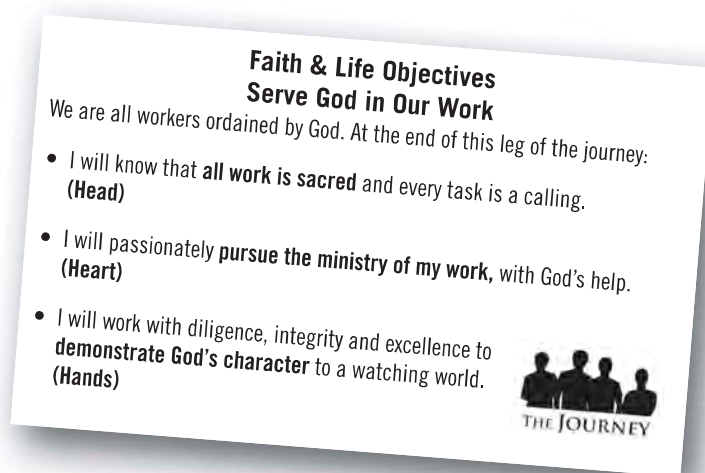 Faith & Life Objectives
Serve God in Our Work
We are all workers ordained by God. At the end of this leg of the journey:
• I will know that all work is sacred and every task is a calling.
(Head)
• I will passionately pursue the ministry of my work, with God's help.
(Heart)
• I will work with diligence, integrity and excellence to
demonstrate God's character to a watching world.
(Hands)
THE JOURNEY